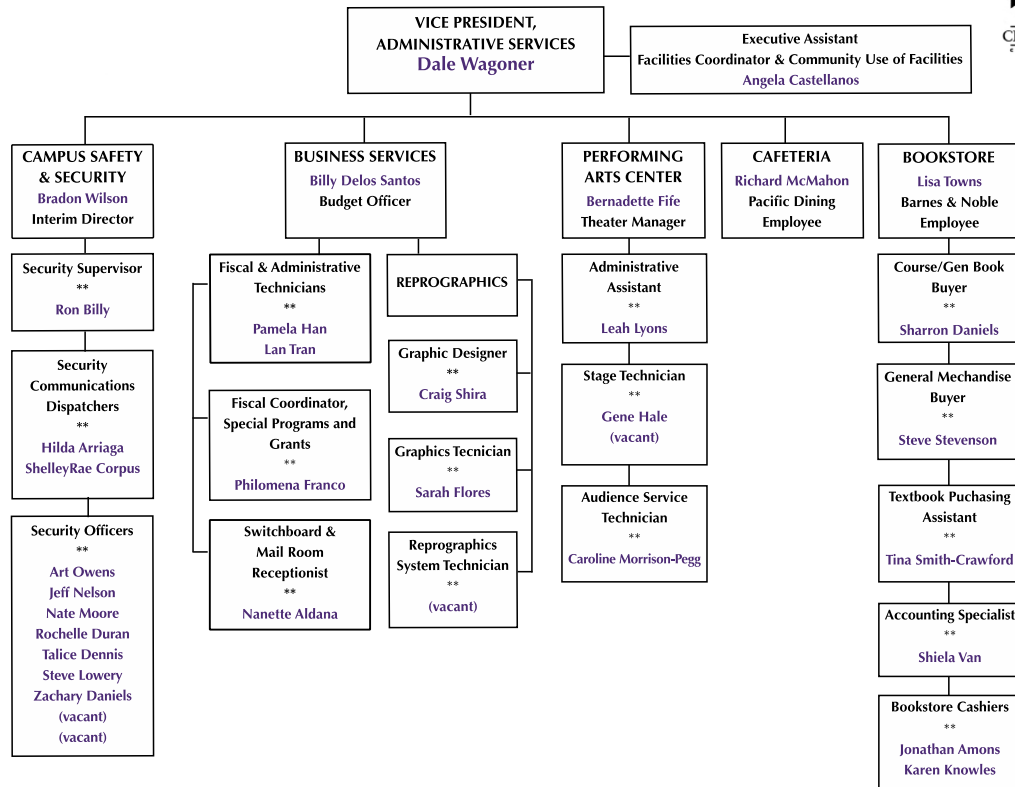 VICE PRESIDENT,
ADMINISTRATIVE SERVICES
Dale Wagoner
Executive Assistant
Facilities Coordinator & Community Use of Facilities
Angela Castellanos
CAMPUS SAFETY
& SECURITY
Bradon Wilson
Interim Director
Security Supervisor
**
Ron Billy
Security
Communications
Dispatchers
**
Hilda Arriaga
ShelleyRae Corpus
Security Officers
**
Art Owens
Jeff Nelson
Nate Moore
Rochelle Duran
Talice Dennis
Steve Lowery
Zachary Daniels
(vacant)
(vacant)
BUSINESS SERVICES
Billy Delos Santos
Budget Officer
Fiscal & Administrative
Technicians
**
Pamela Han
Lan Tran
Fiscal Coordinator,
Special Programs and
Grants
**
Philomena Franco
Switchboard &
Mail Room
Receptionist
**
Nanette Aldana
REPROGRAPHICS
Graphic Designer
**
Craig Shira
Graphics Tecnician
**
Sarah Flores
Reprographics
System Technician
**
(vacant)
PERFORMING
ARTS CENTER
Bernadette Fife
Theater Manager
Administrative
Assistant
**
Leah Lyons
Stage Technician
**
Gene Hale
(vacant)
Audience Service
Technician
**
Caroline Morrison-Pegg
CAFETERIA
Richard McMahon
Pacific Dining
Employee
BOOKSTORE
Lisa Towns
Barnes & Noble
Employee
Course/Gen Book
Buyer
**
Sharron Daniels
General Mechandise
Buyer
**
Steve Stevenson
Textbook Puchasing
Assistant
**
Tina Smith-Crawford
Accounting Specialist
**
Shiela Van
Bookstore Cashiers
**
Jonathan Amons
Karen Knowles